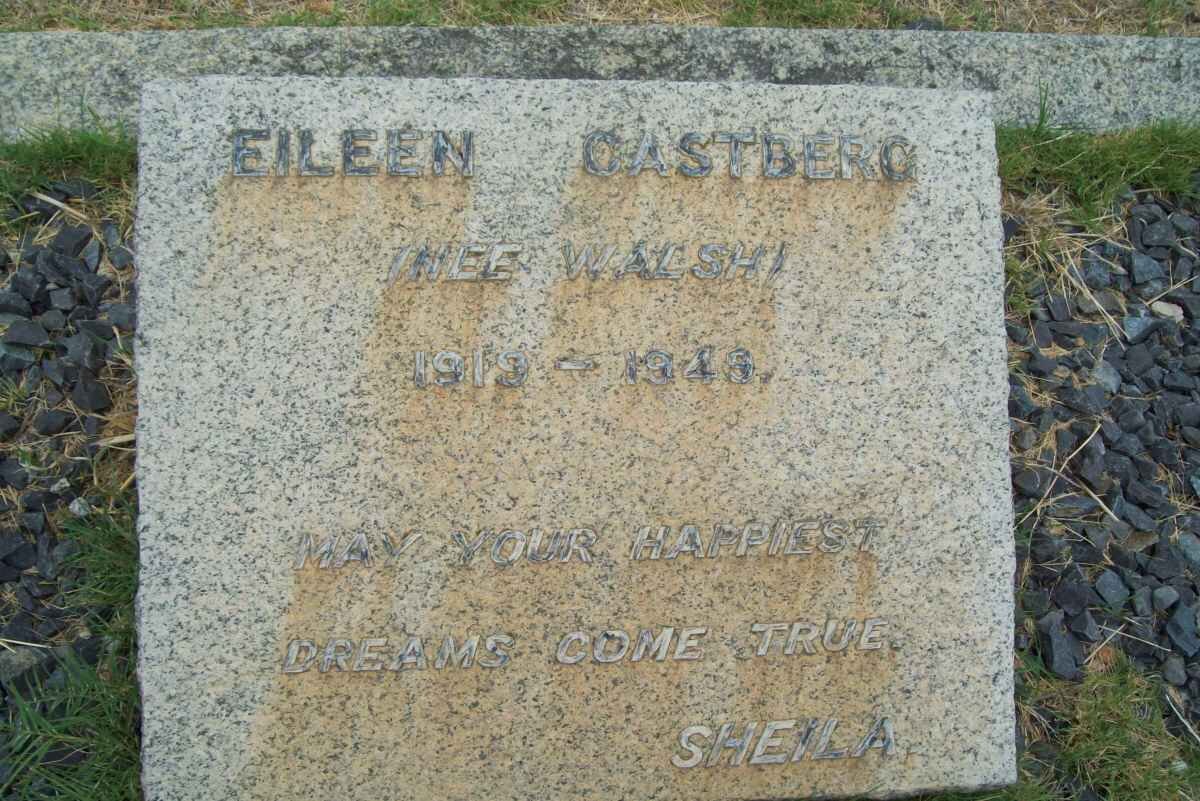 EILEEN CASTBERG
(NEE WALSH)
1919 - 1949.
MAY YOUR HAPPIEST
DREAMS COME TRUE.
SHEILA.